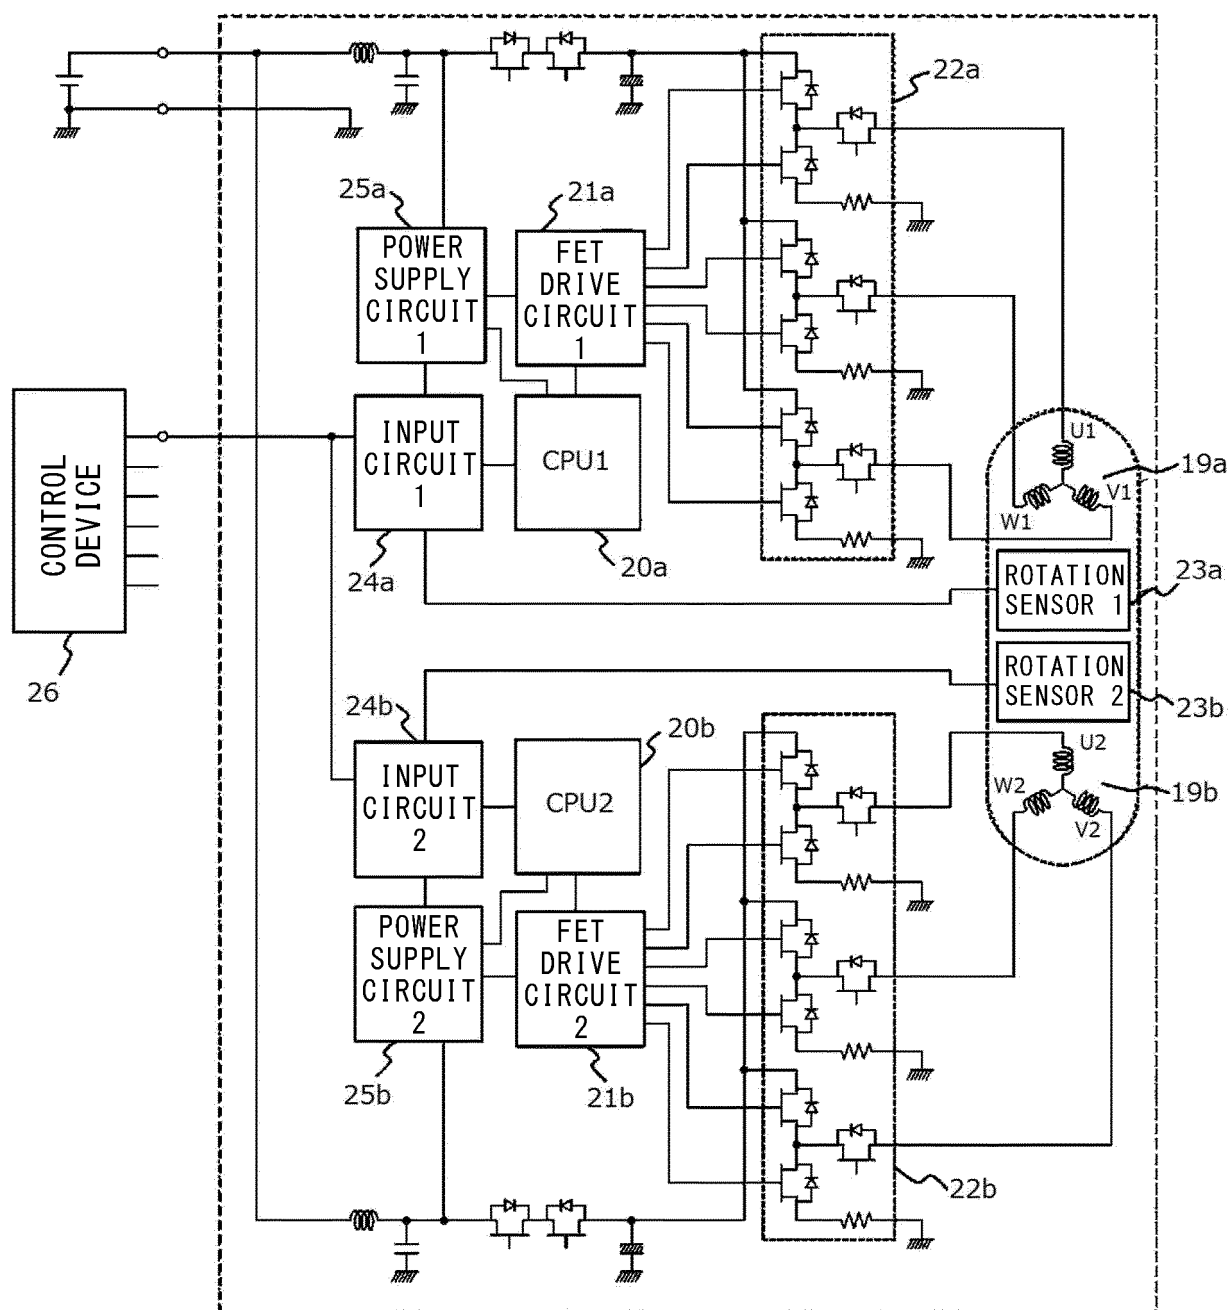 22a
25a
21a
POWER
SUPPLY
CIRCUIT
1
FET
DRIVE
CIRCUIT
1
CONTROL
DEVICE
INPUT
CIRCUIT
1
CPU1
U1
19a
V1
W1
24a
20a
ROTATION
SENSOR 1
23a
26
ROTATION
SENSOR 2
23b
24b
20b
U2
INPUT
CIRCUIT
2
CPU2
W2
19b
V2
POWER
SUPPLY
CIRCUIT
2
FET
DRIVE
CIRCUIT
2
25b
21b
22b